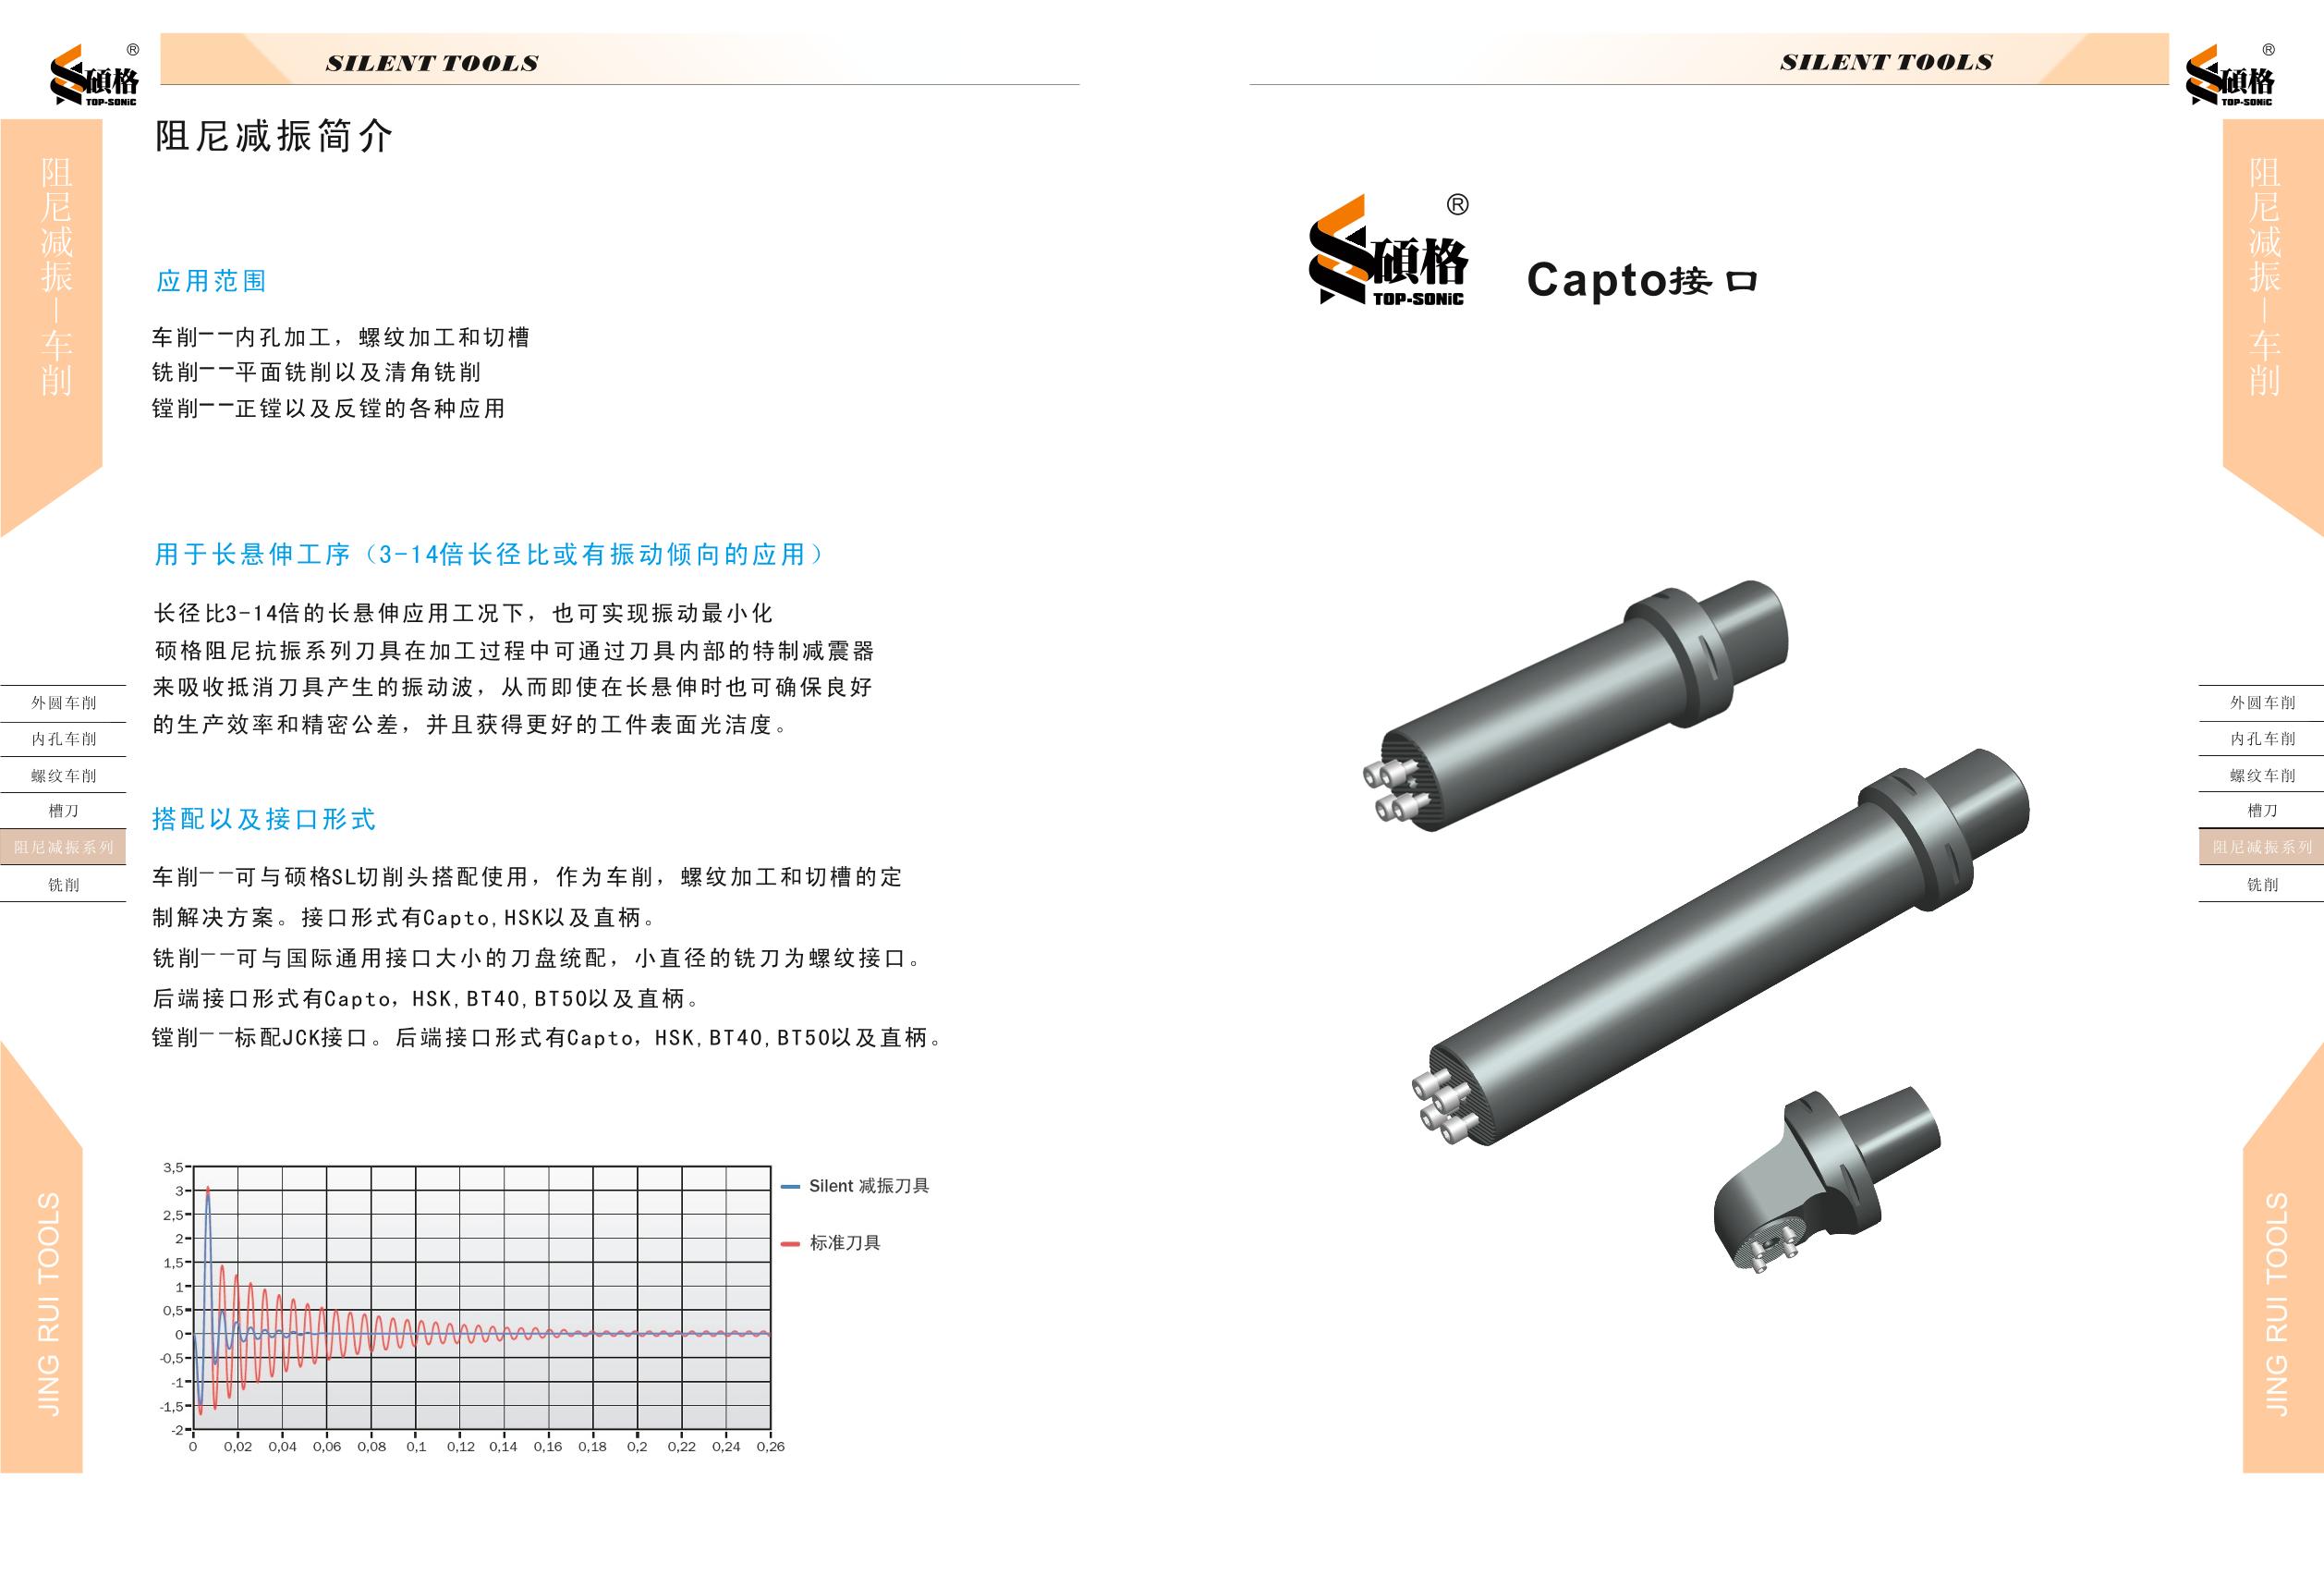 碩格
TOP-SONiC
®
SILENT TOOLS
阻尼减振简介
阻尼减振—车削
应用范围
车削——内孔加工，螺纹加工和切槽
铣削——平面铣削以及清角铣削
镗削——正镗以及反镗的各种应用
用于长悬伸工序（3-14倍长径比或有振动倾向的应用）
长径比3-14倍的长悬伸应用工况下，也可实现振动最小化
硕格阻尼抗振系列刀具在加工过程中可通过刀具内部的特制减震器
来吸收抵消刀具产生的振动波，从而即使在长悬伸时也可确保良好
的生产效率和精密公差，并且获得更好的工件表面光洁度。
外圆车削
内孔车削
螺纹车削
槽刀
阻尼减振系列
铣削
搭配以及接口形式
车削——可与硕格SL切削头搭配使用，作为车削，螺纹加工和切槽的定
制解决方案。接口形式有Capto,HSK以及直柄。
铣削——可与国际通用接口大小的刀盘统配，小直径的铣刀为螺纹接口。
后端接口形式有Capto，HSK,BT40,BT50以及直柄。
镗削——标配JCK接口。后端接口形式有Capto，HSK,BT40,BT50以及直柄。
JING RUI TOOLS
3,5
3
2,5
2
1,5
1
0,5
0
-0,5
-1
-1,5
-2
0 0,02 0,04 0,06 0,08 0,1 0,12 0,14 0,16 0,18 0,2 0,22 0,24 0,26
Silent 减振刀具
标准刀具
SILENT TOOLS
碩格
TOP-SONiC
®
碩格
TOP-SONiC
®
Capto接口
阻尼减振—车削
外圆车削
内孔车削
螺纹车削
槽刀
阻尼减振系列
铣削
JING RUI TOOLS